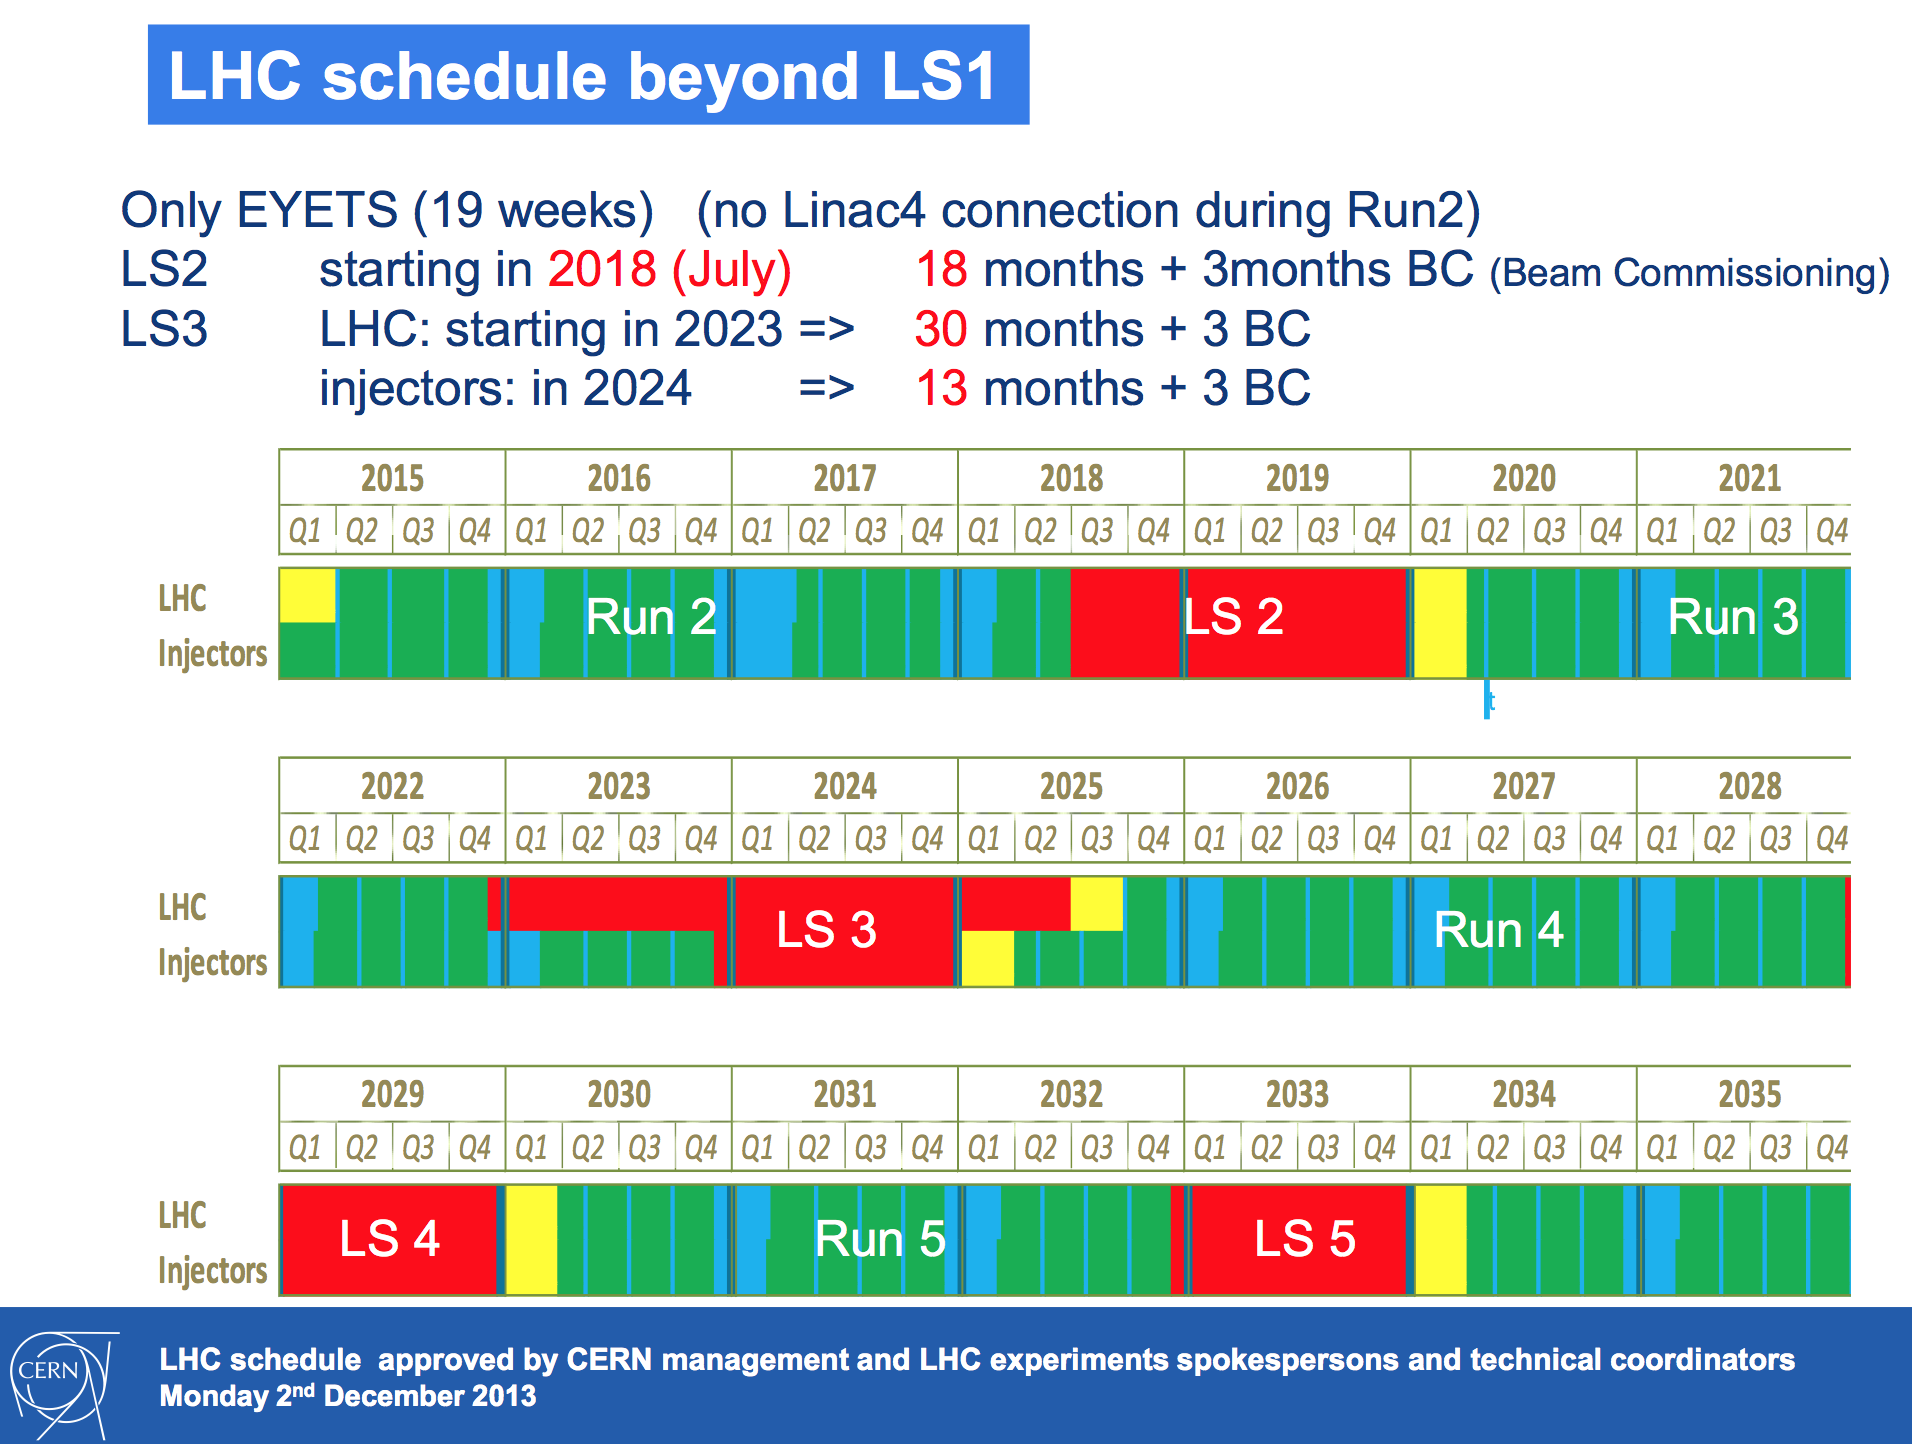 LHC schedule beyond LS1
Only EYETS (19 weeks) (no Linac4 connection during Run2)
LS2 starting in 2018 (July) 18 months + 3months BC (Beam Commissioning)
LS3 LHC: starting in 2023 => 30 months + 3 BC
injectors: in 2024 => 13 months + 3 BC
2015 2016 2017 2018 2019 2020 2021
Q1 Q2 Q3 Q4 Q1 Q2 Q3 Q4 Q1 Q2 Q3 Q4 Q1 Q2 Q3 Q4 Q1 Q2 Q3 Q4 Q1 Q2 Q3 Q4 Q1 Q2 Q3 Q4
LHC
Run 2 LS 2 Run 3
Injectors
t
2022 2023 2024 2025 2026 2027 2028
Q1 Q2 Q3 Q4 Q1 Q2 Q3 Q4 Q1 Q2 Q3 Q4 Q1 Q2 Q3 Q4 Q1 Q2 Q3 Q4 Q1 Q2 Q3 Q4 Q1 Q2 Q3 Q4
LHC
LS 3 Run 4
Injectors
2029 2030 2031 2032 2033 2034 2035
Q1 Q2 Q3 Q4 Q1 Q2 Q3 Q4 Q1 Q2 Q3 Q4 Q1 Q2 Q3 Q4 Q1 Q2 Q3 Q4 Q1 Q2 Q3 Q4 Q1 Q2 Q3 Q4
LHC
LS 4 Run 5 LS 5
Injectors
CERN
LHC schedule approved by CERN management and LHC experiments spokespersons and technical coordinators
Monday 2nd December 2013